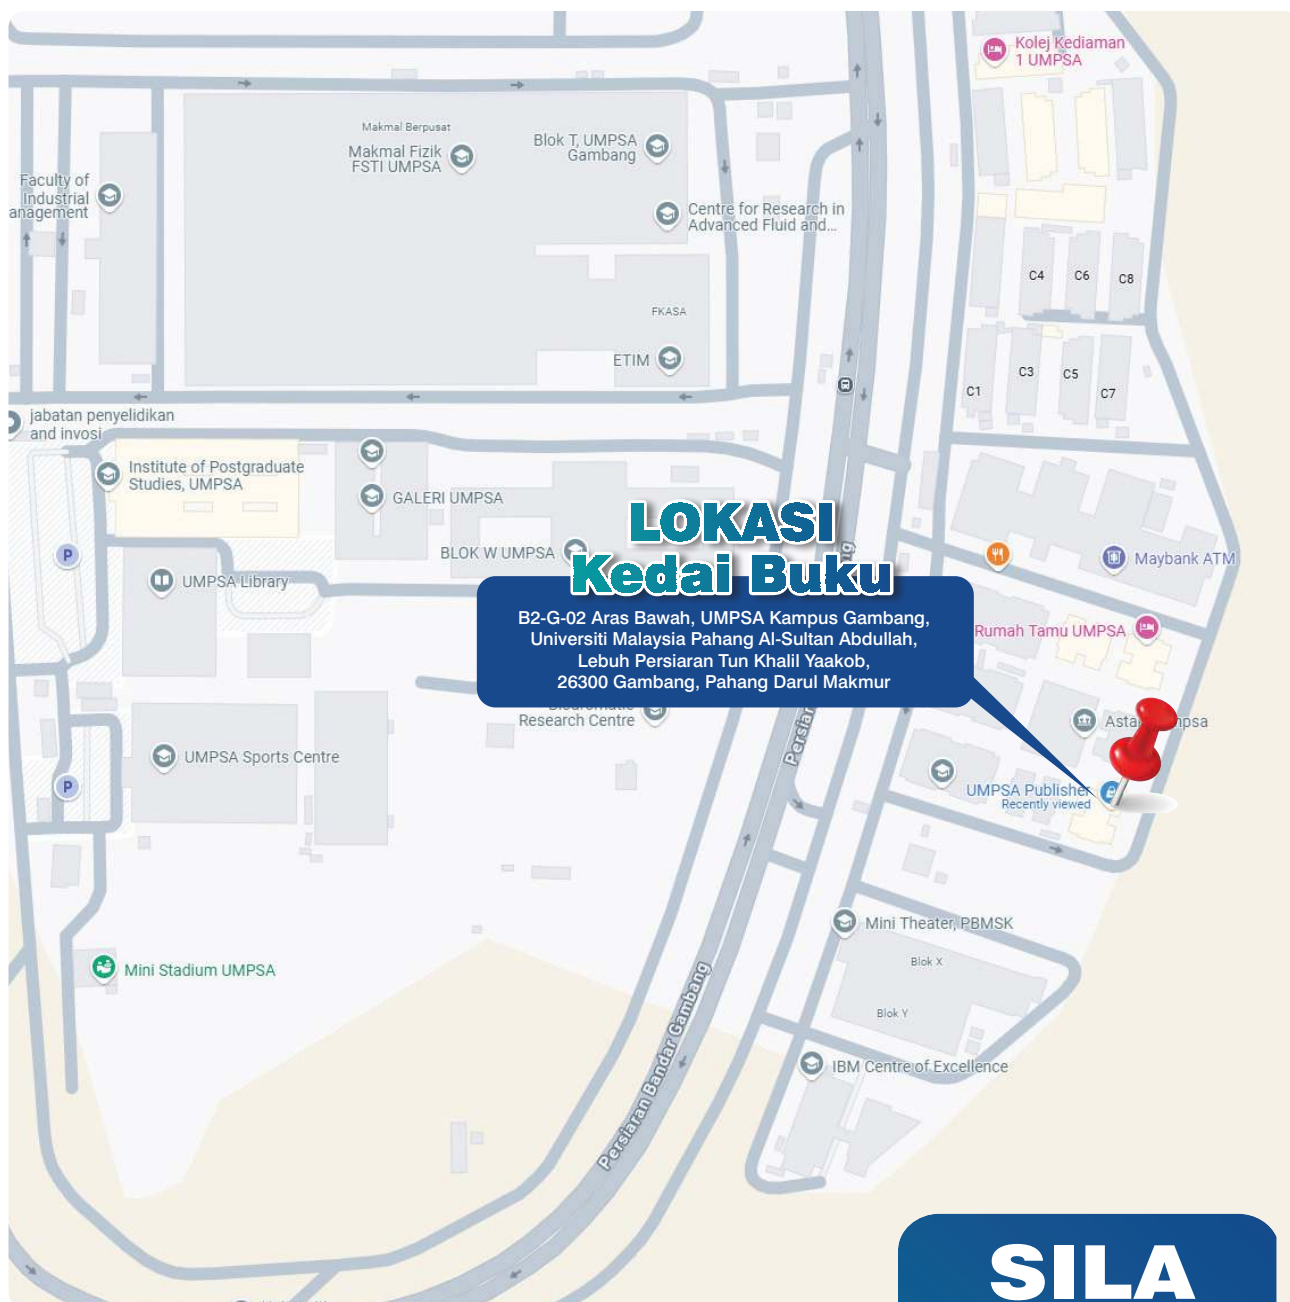 Kolej Kediaman
1 UMPSA
Makmal Berpusat
Makmal Fizik
FSTI UMPSA
Blok T, UMPSA
Gambang
Faculty of
Industrial
anagement
Centre for Research in
Advanced Fluid and...
C4
C6
C8
FKASA
ETIM
C1
C3
C5
C7
jabatan penyelidikan
and invosi
Institute of Postgraduate
Studies, UMPSA
GALERI UMPSA
BLOK W UMPSA
P
UMPSA Library
Maybank ATM
LOKASI
Kedai Buku
B2-G-02 Aras Bawah, UMPSA Kampus Gambang,
Universiti Malaysia Pahang Al-Sultan Abdullah,
Lebuh Persiaran Tun Khalil Yaakob,
26300 Gambang, Pahang Darul Makmur
Rumah Tamu UMPSA
Research Centre
Persiaran
UMPSA Sports Centre
P
UMPSA Publisher
Recently viewed
Mini Theater, PBMSK
Blok X
Blok Y
Mini Stadium UMPSA
Persiaran Bandar Gambang
IBM Centre of Excellence
SILA